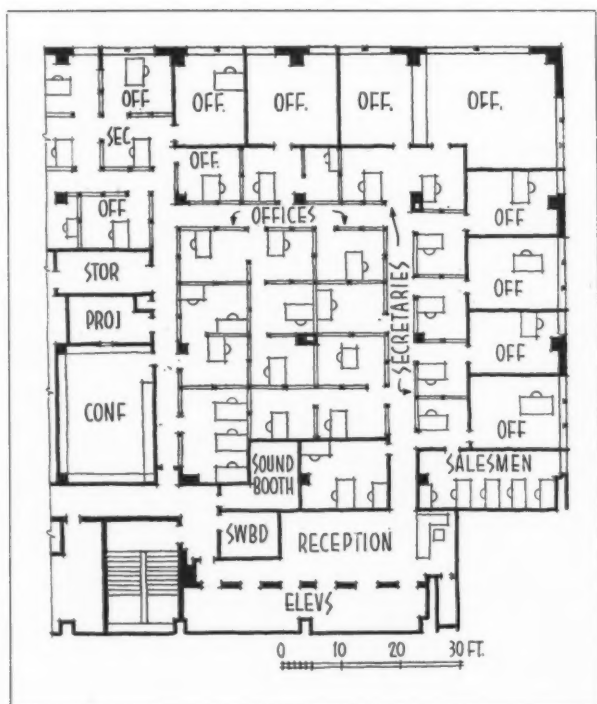 OFF
OFF.
OFF.
OFF.
OFF.
SEC
OFF.
OFF
OFFICES
OFF
STOR
OFF
PROJ
SECRETARIES
OFF
CONF
OFF
SOUND
BOOTH
SALESMEN
SWBD
RECEPTION
ELEVS
0 10 20 30 FT.